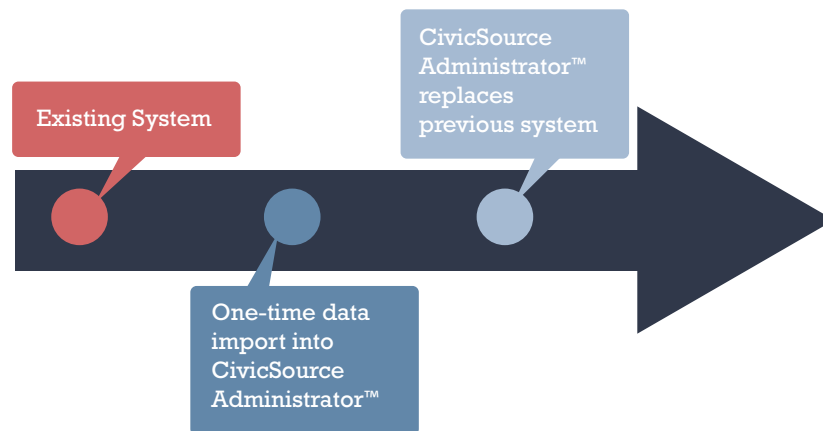 Existing System
One-time data
import into
CivicSource
Administrator™
CivicSource
Administrator™
replaces
previous system